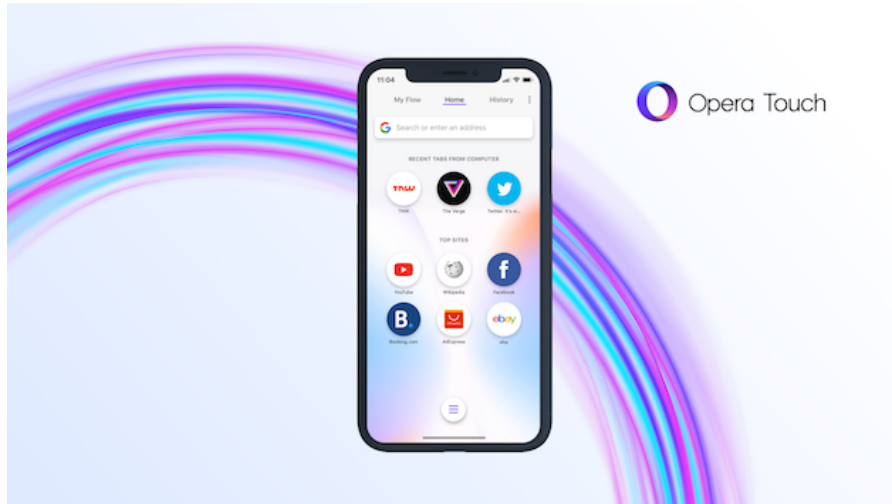 11:04
My Flow Home History
Search or enter an address
RECENT TABS FROM COMPUTER
TNW
TNW The Verge Twitter. It's e...
TOP SITES
YouTube Wikipedia Facebook
B. AliExpress ebay
Booking.com AliExpress eBay
Opera Touch